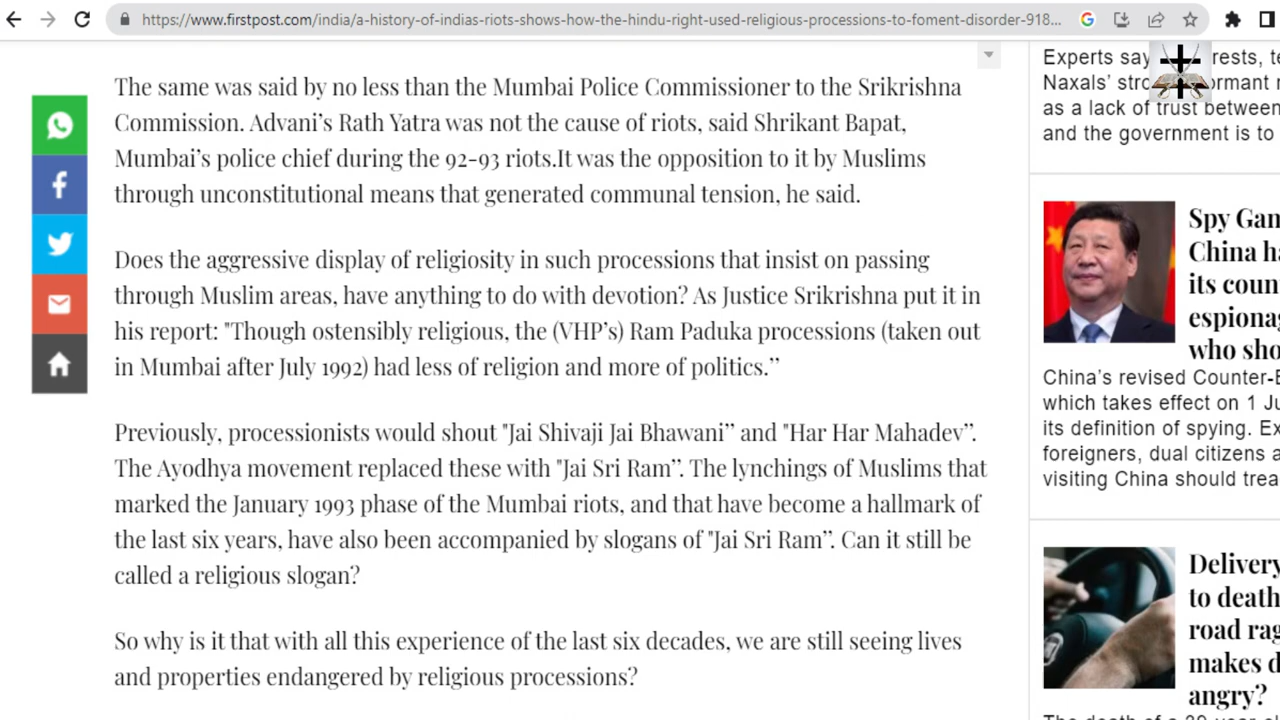 https://www.firstpost.com/india/a-history-of-indias-riots-shows-how-the-hindu-right-used-religious-processions-to-foment-disorder-918...
The same was said by no less than the Mumbai Police Commissioner to the Srikrishna
Commission. Advani’s Rath Yatra was not the cause of riots, said Shrikant Bapat,
Mumbai’s police chief during the 92-93 riots.It was the opposition to it by Muslims
through unconstitutional means that generated communal tension, he said.
Does the aggressive display of religiosity in such processions that insist on passing
through Muslim areas, have anything to do with devotion? As Justice Srikrishna put it in
his report: "Though ostensibly religious, the (VHP’s) Ram Paduka processions (taken out
in Mumbai after July 1992) had less of religion and more of politics.’’
Previously, processionists would shout "Jai Shivaji Jai Bhawani’’ and "Har Har Mahadev’’.
The Ayodhya movement replaced these with "Jai Sri Ram’’. The lynchings of Muslims that
marked the January 1993 phase of the Mumbai riots, and that have become a hallmark of
the last six years, have also been accompanied by slogans of "Jai Sri Ram’’. Can it still be
called a religious slogan?
So why is it that with all this experience of the last six decades, we are still seeing lives
and properties endangered by religious processions?
Experts say rests, te
Naxals’ stro ormant n
as a lack of trust between
and the government is to
Spy Gam
China ha
its coun
espionag
who sho
China’s revised Counter-E
which takes effect on 1 Ju
its definition of spying. Ex
foreigners, dual citizens a
visiting China should trea
Delivery
to death
road rag
makes d
angry?